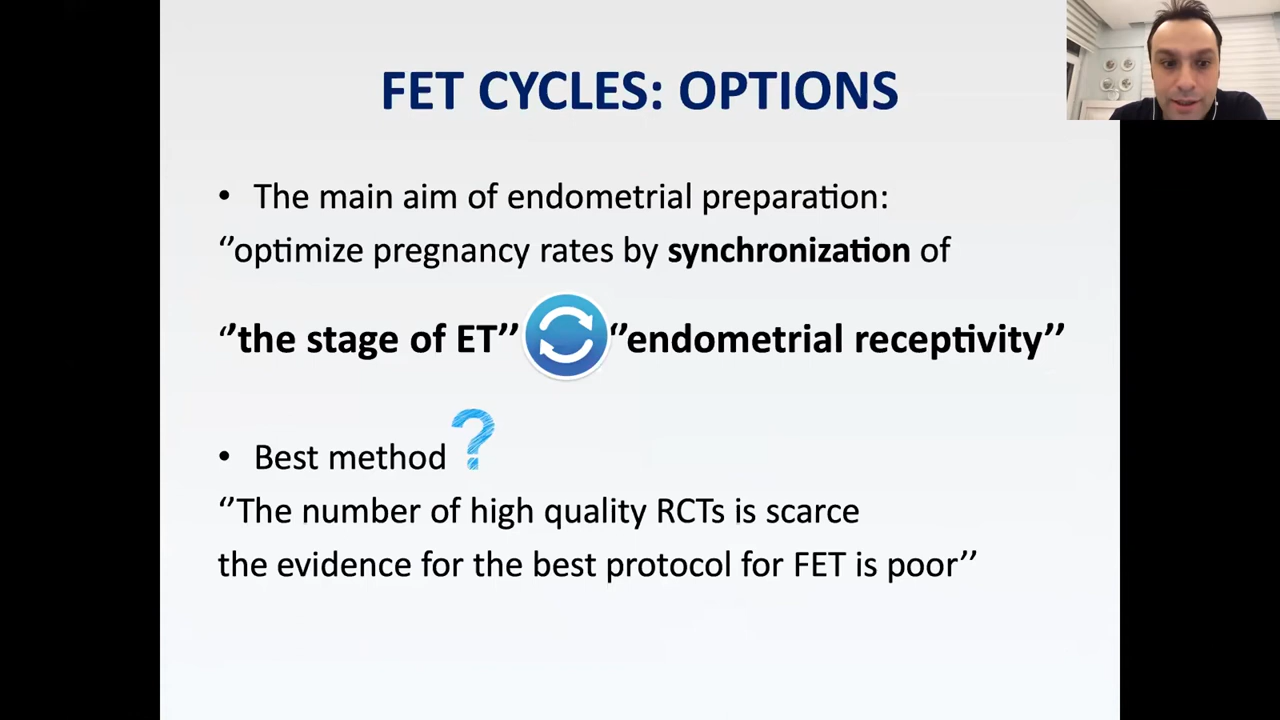 FET CYCLES: OPTIONS
• The main aim of endometrial preparation:
‘’optimize pregnancy rates by synchronization of
‘’the stage of ET’’ ‘’endometrial receptivity’’
• Best method ?
‘’The number of high quality RCTs is scarce
the evidence for the best protocol for FET is poor’’